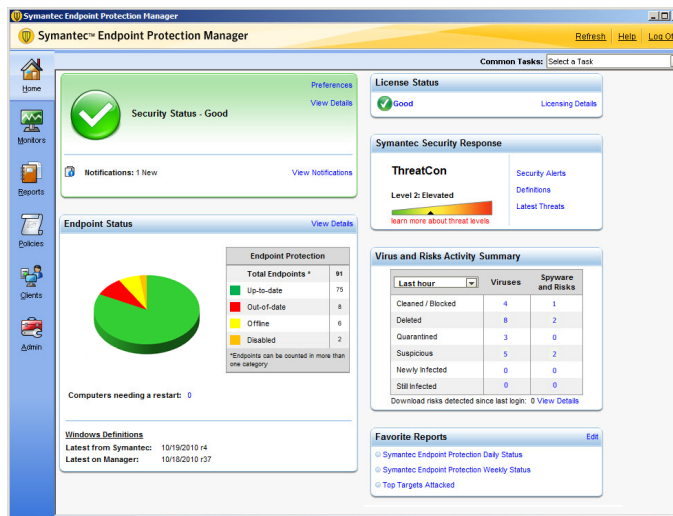 Symantec Endpoint Protection Manager
Symantec™ Endpoint Protection Manager
Refresh Help Log Of
Common Tasks: Select a Task
Home
Monitors
Reports
Policies
Clients
Admin
Preferences
View Details
Security Status - Good
Notifications: 1 New
View Notifications
Endpoint Status
View Details
Endpoint Protection
Total Endpoints * 91
Up-to-date 75
Out-of-date 8
Offline 6
Disabled 2
*Endpoints can be counted in more than
one category
Computers needing a restart: 0
Windows Definitions
Latest from Symantec: 10/19/2010 r4
Latest on Manager: 10/18/2010 r37
License Status
Good
Licensing Details
Symantec Security Response
ThreatCon
Level 2: Elevated
learn more about threat levels
Security Alerts
Definitions
Latest Threats
Virus and Risks Activity Summary
Last hour Viruses Spyware
and Risks
Cleaned / Blocked 4 1
Deleted 8 2
Quarantined 3 0
Suspicious 5 2
Newly Infected 0 0
Still Infected 0 0
Download risks detected since last login: 0 View Details
Favorite Reports
Edit
Symantec Endpoint Protection Daily Status
Symantec Endpoint Protection Weekly Status
Top Targets Attacked